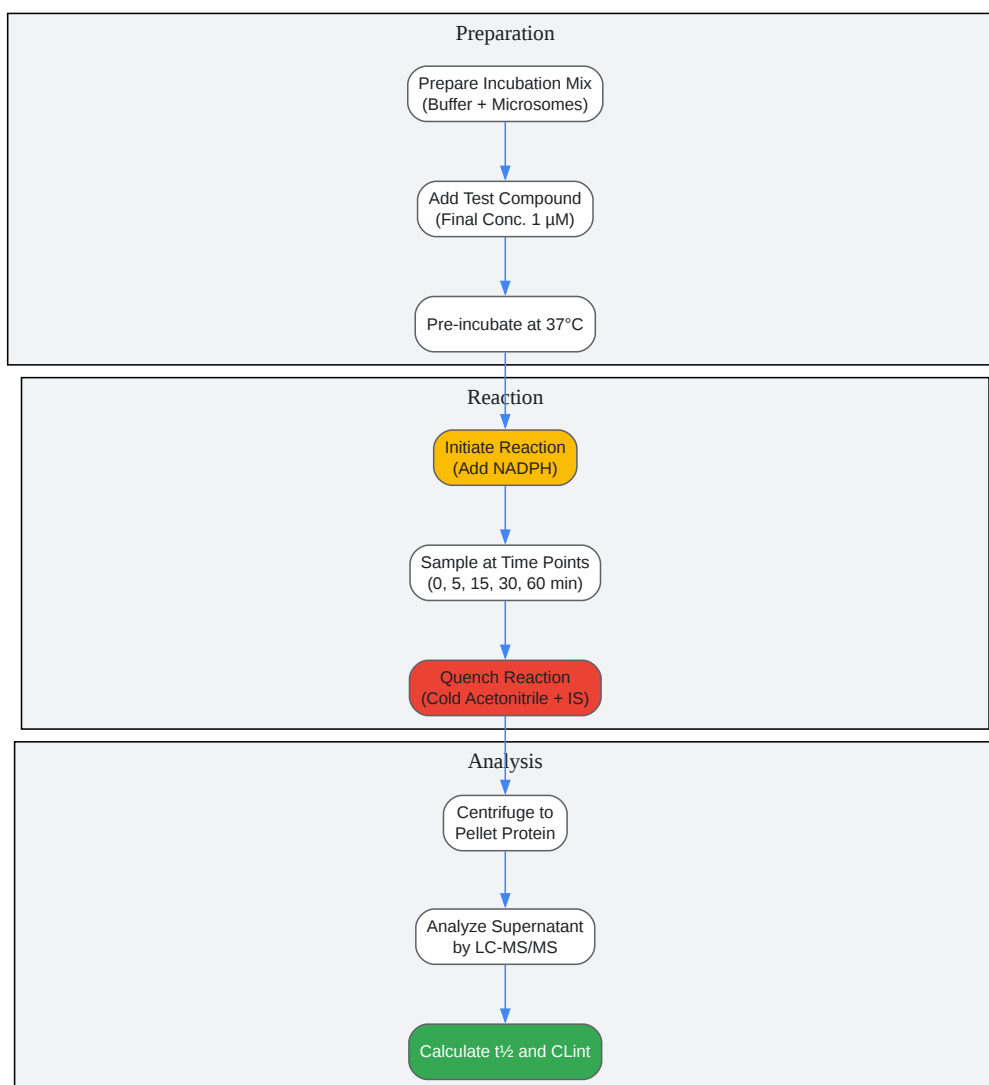 Preparation
Prepare Incubation Mix
(Buffer + Microsomes)
Add Test Compound
(Final Conc. 1 µM)
Pre-incubate at 37°C
Reaction
Initiate Reaction
(Add NADPH)
Sample at Time Points
(0, 5, 15, 30, 60 min)
Quench Reaction
(Cold Acetonitrile + IS)
Analysis
Centrifuge to
Pellet Protein
Analyze Supernatant
by LC-MS/MS
Calculate t½ and CLint